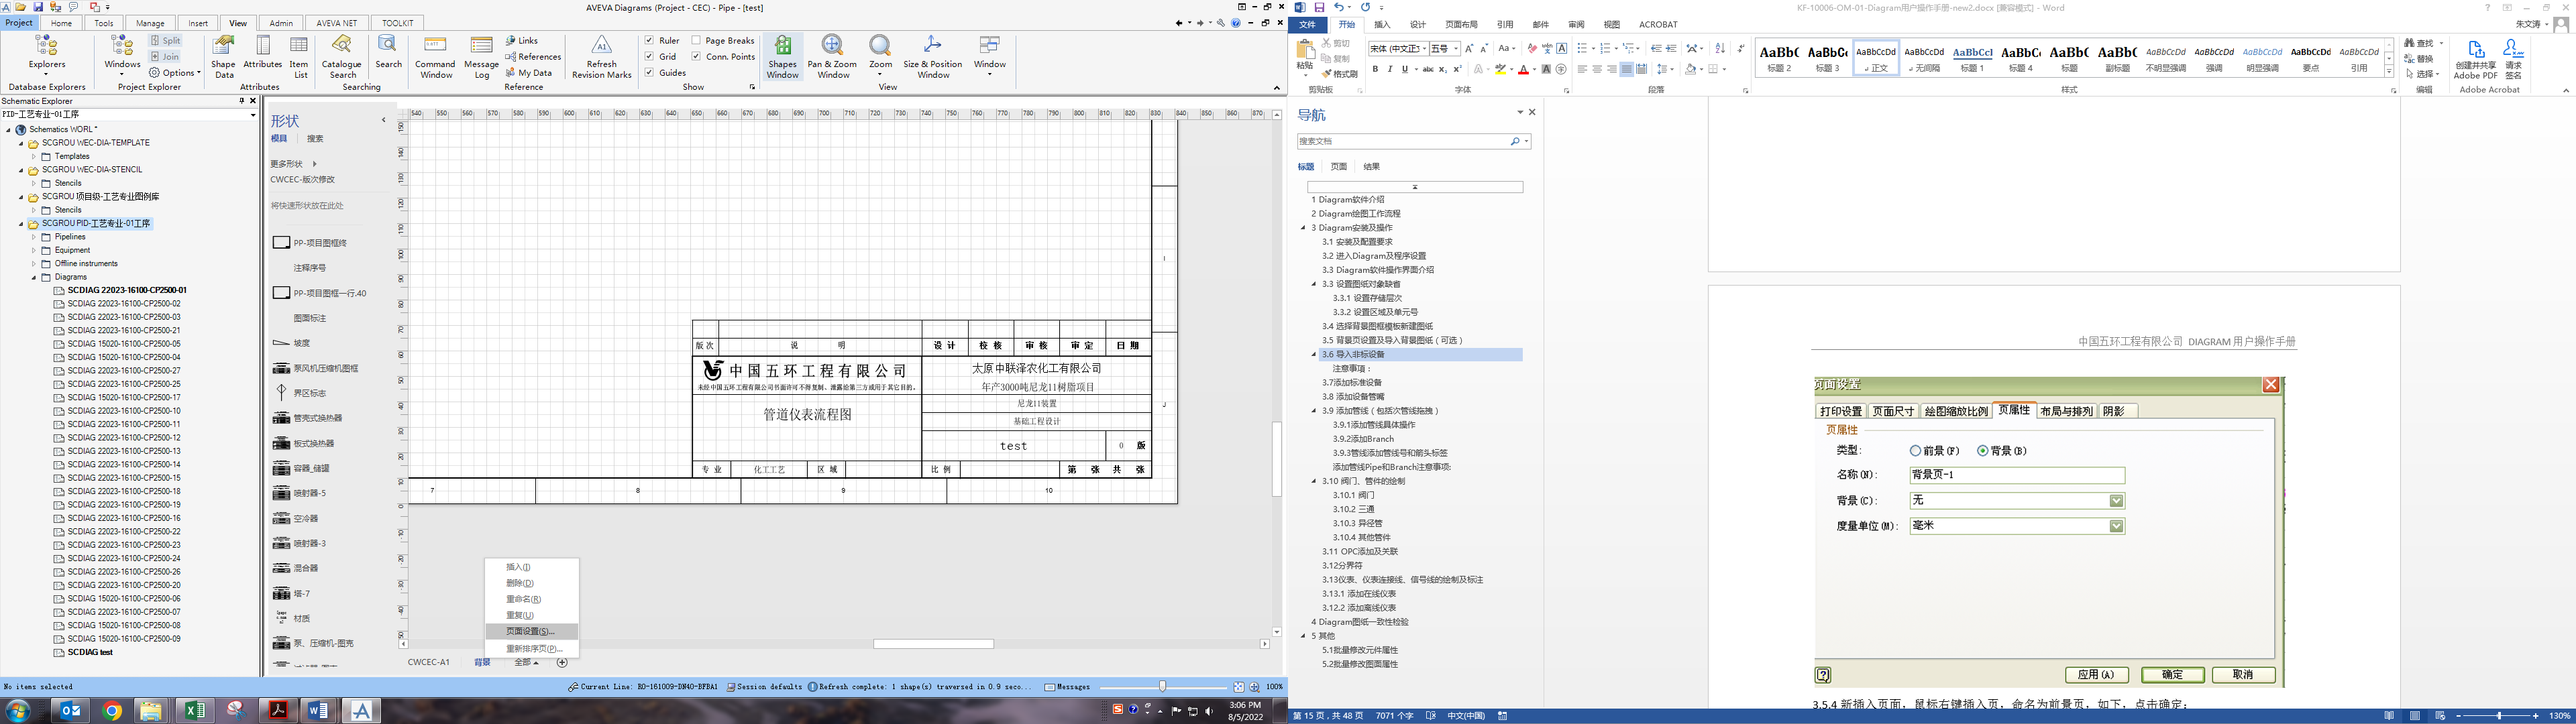 AVEVA Diagrams (Project - CEC) - Pipe - [test]
Project Home Tools Manage Insert View Admin AVEVA NET TOOLKIT
Explorers
Database Explorers
Windows
Split
Join
Options
Project Explorer
Shape Data
Attributes
Item List
Attributes
Catalogue Search
Search
Searching
Command Window
Message Log
Links
References
My Data
Reference
Refresh Revision Marks
Ruler
Grid
Guides
Page Breaks
Conn. Points
Show
Shapes Window
Pan & Zoom Window
Zoom
Size & Position Window
Window
View
Schematic Explorer
PID-工艺专业-01工序
Schematics WORL *
SCGROU WEC-DIA-TEMPLATE
Templates
SCGROU WEC-DIA-STENCIL
Stencils
SCGROU 项目级-工艺专业图例库
Stencils
SCGROU PID-工艺专业-01工序
Pipelines
Equipment
Offline instruments
Diagrams
SCDIAG 22023-16100-CP2500-01
SCDIAG 22023-16100-CP2500-02
SCDIAG 22023-16100-CP2500-03
SCDIAG 22023-16100-CP2500-21
SCDIAG 15020-16100-CP2500-05
SCDIAG 15020-16100-CP2500-04
SCDIAG 22023-16100-CP2500-27
SCDIAG 22023-16100-CP2500-25
SCDIAG 15020-16100-CP2500-17
SCDIAG 22023-16100-CP2500-10
SCDIAG 22023-16100-CP2500-11
SCDIAG 22023-16100-CP2500-12
SCDIAG 22023-16100-CP2500-13
SCDIAG 22023-16100-CP2500-14
SCDIAG 22023-16100-CP2500-15
SCDIAG 22023-16100-CP2500-18
SCDIAG 22023-16100-CP2500-19
SCDIAG 22023-16100-CP2500-16
SCDIAG 22023-16100-CP2500-22
SCDIAG 22023-16100-CP2500-23
SCDIAG 22023-16100-CP2500-24
SCDIAG 22023-16100-CP2500-26
SCDIAG 22023-16100-CP2500-20
SCDIAG 15020-16100-CP2500-06
SCDIAG 22023-16100-CP2500-07
SCDIAG 15020-16100-CP2500-08
SCDIAG 15020-16100-CP2500-09
SCDIAG test
形状
模具 搜索
更多形状
CWCEC-版次修改
将快速形状放在此处
PP-项目图框终
注释序号
PP-项目图框一行.40
图面标注
坡度
泵风机压缩机图框
界区标志
管壳式换热器
板式换热器
容器_储罐
喷射器-5
空冷器
喷射器-3
混合器
塔-7
材质
泵、压缩机-图充
540 550 560 570 580 590 600 610 620 630 640 650 660 670 680 690 700 710 720 730 740 750 760 770 780 790 800 810 820 830 840 850 860 870
I
J
版次 说 明 设 计 校 核 审 核 审 定 日 期
中国五环工程有限公司
未经中国五环工程有限公司书面许可不得复制、泄露给第三方或用于其它目的。
太原中联泽农化工有限公司
年产3000吨尼龙11树脂项目
管道仪表流程图
尼龙11装置
基础工程设计
test 0 版
专 业 化工工艺 区 域 比 例 第 张 共 张
7 8 9 10
插入(I)
删除(D)
重命名(R)
重复(U)
页面设置(S)...
重新排序页(P)...
CWCEC-A1 背景 全部
No items selected
Current Line: RO-161009-DN40-BFBA1 Session defaults Refresh complete: 1 shape(s) traversed in 0.9 seco... Messages 100%
3:06 PM
8/5/2022
KF-10006-OM-01-Diagram用户操作手册-new2.docx [兼容模式] - Word
文件 开始 插入 设计 页面布局 引用 邮件 审阅 视图 ACROBAT
朱文涛
粘贴
剪切
复制
格式刷
剪贴板
宋体 (中文正) 五号
字体
段落
AaBb( AaBbC AaBbCcDd AaBbCcDd AaBbCcI AaBbC AaBb( AaBb( AaBbCcDd AaBbCcDd AaBbCcDd AaBbCcDd AaBbCcDd
标题 2 标题 3 正文 无间隔 标题 1 标题 4 标题 副标题 不明显强调 强调 明显强调 要点 引用
样式
查找
替换
选择
编辑
创建并共享 Adobe PDF
请求签名
Adobe Acrobat
导航
搜索文档
标题 页面 结果
1 Diagram软件介绍
2 Diagram绘图工作流程
3 Diagram安装及操作
3.1 安装及配置要求
3.2 进入Diagram及程序设置
3.3 Diagram软件操作界面介绍
3.3 设置图纸对象缺省
3.3.1 设置存储层次
3.3.2 设置区域及单元号
3.4 选择背景图框模板新建图纸
3.5 背景页设置及导入背景图纸（可选）
3.6 导入非标设备
注意事项：
3.7添加标准设备
3.8 添加设备管嘴
3.9 添加管线（包括次管线拖拽）
3.9.1添加管线具体操作
3.9.2添加Branch
3.9.3管线添加管线号和箭头标签
添加管线Pipe和Branch注意事项:
3.10 阀门、管件的绘制
3.10.1 阀门
3.10.2 三通
3.10.3 异径管
3.10.4 其他管件
3.11 OPC添加及关联
3.12分界符
3.13仪表、仪表连接线、信号线的绘制及标注
3.13.1 添加在线仪表
3.12.2 添加离线仪表
4 Diagram图纸一致性检验
5 其他
5.1批量修改元件属性
5.2批量修改图面属性
中国五环工程有限公司 DIAGRAM 用户操作手册
页面设置
打印设置 页面尺寸 绘图缩放比例 页属性 布局与排列 阴影
页属性
类型: 前景(F) 背景(B)
名称(N): 背景页-1
背景(C): 无
度量单位(M): 毫米
应用(A) 确定 取消
3.5.4 新插入页面，鼠标右键插入页，命名为前景页，如下，点击确定；
第 15 页，共 48 页 7071 个字 中文(中国) 130%